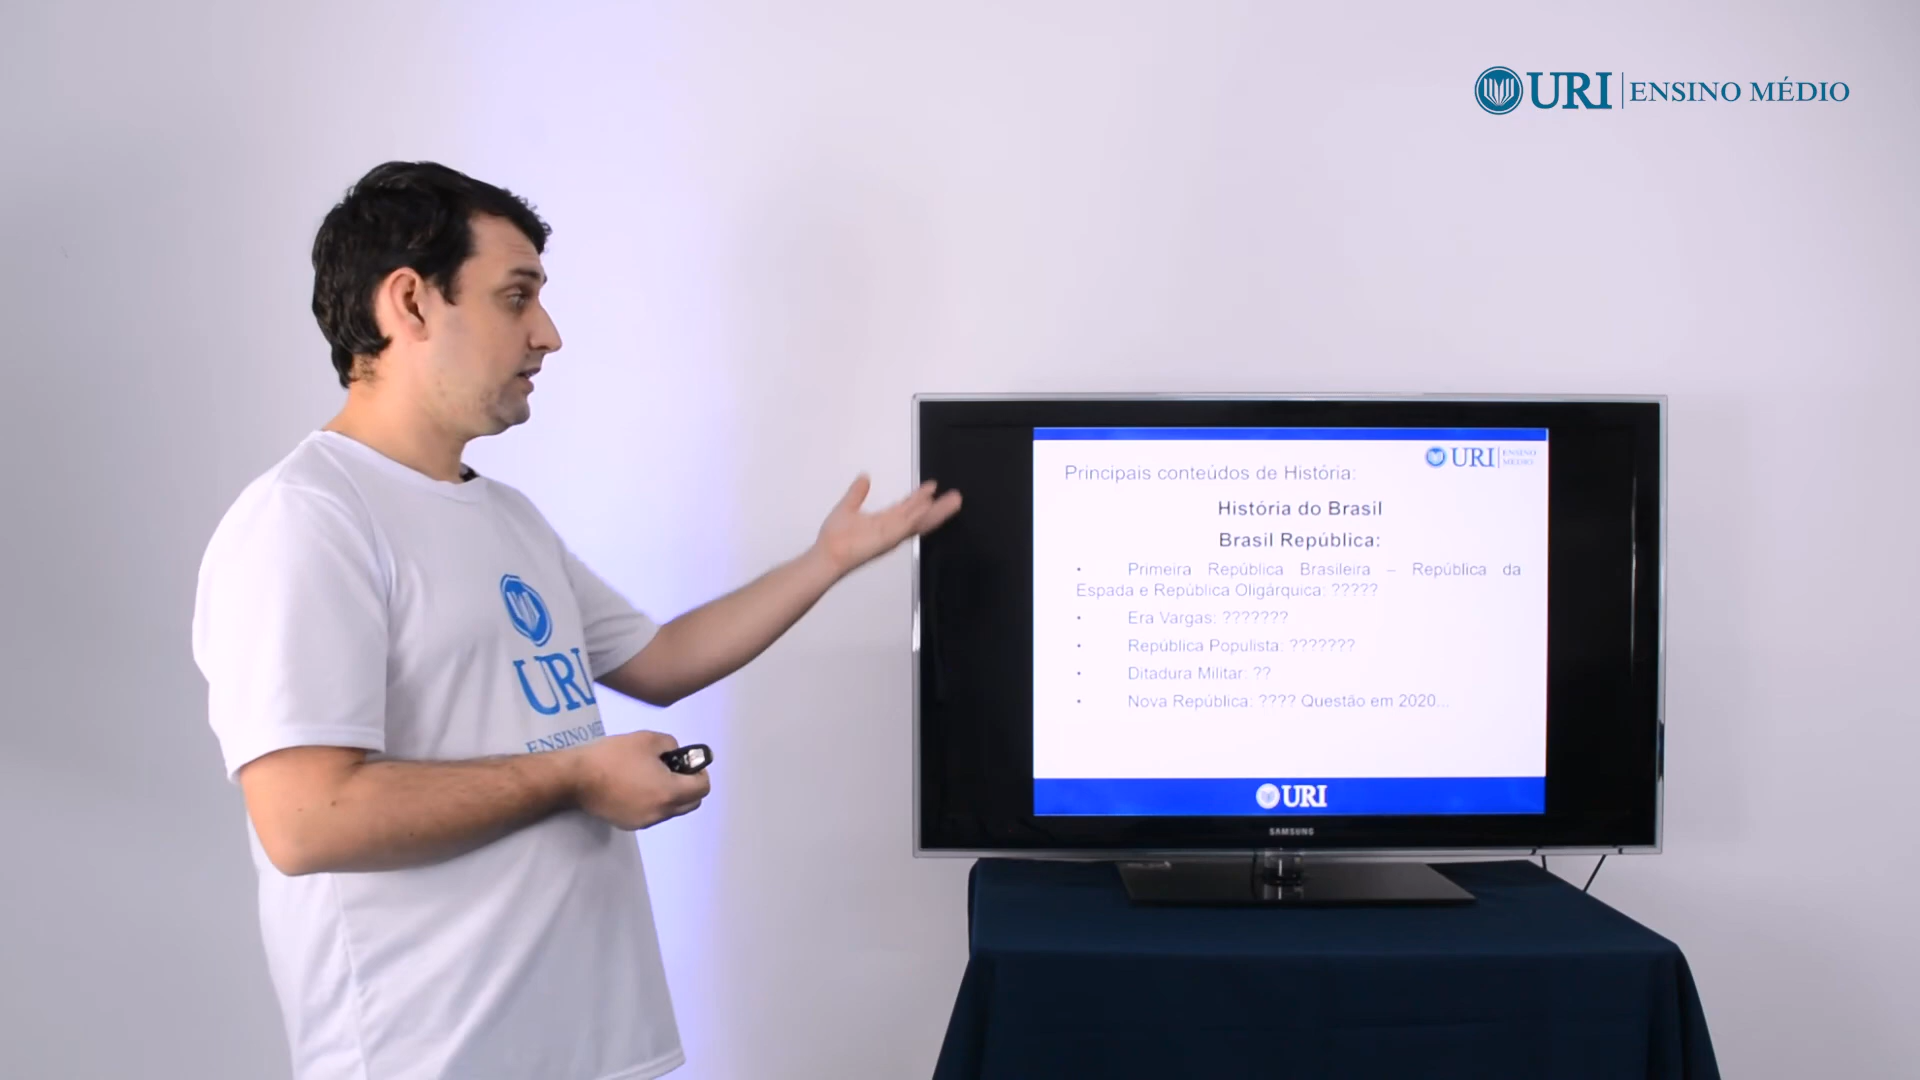 URI ENSINO MÉDIO
URI ENSINO MÉDIO
Principais conteúdos de História:
História do Brasil
Brasil República:
• Primeira República Brasileira – República da
Espada e República Oligárquica: ?????
• Era Vargas: ???????
• República Populista: ???????
• Ditadura Militar: ??
• Nova República: ???? Questão em 2020...
URI
SAMSUNG
URI
ENSINO MÉ